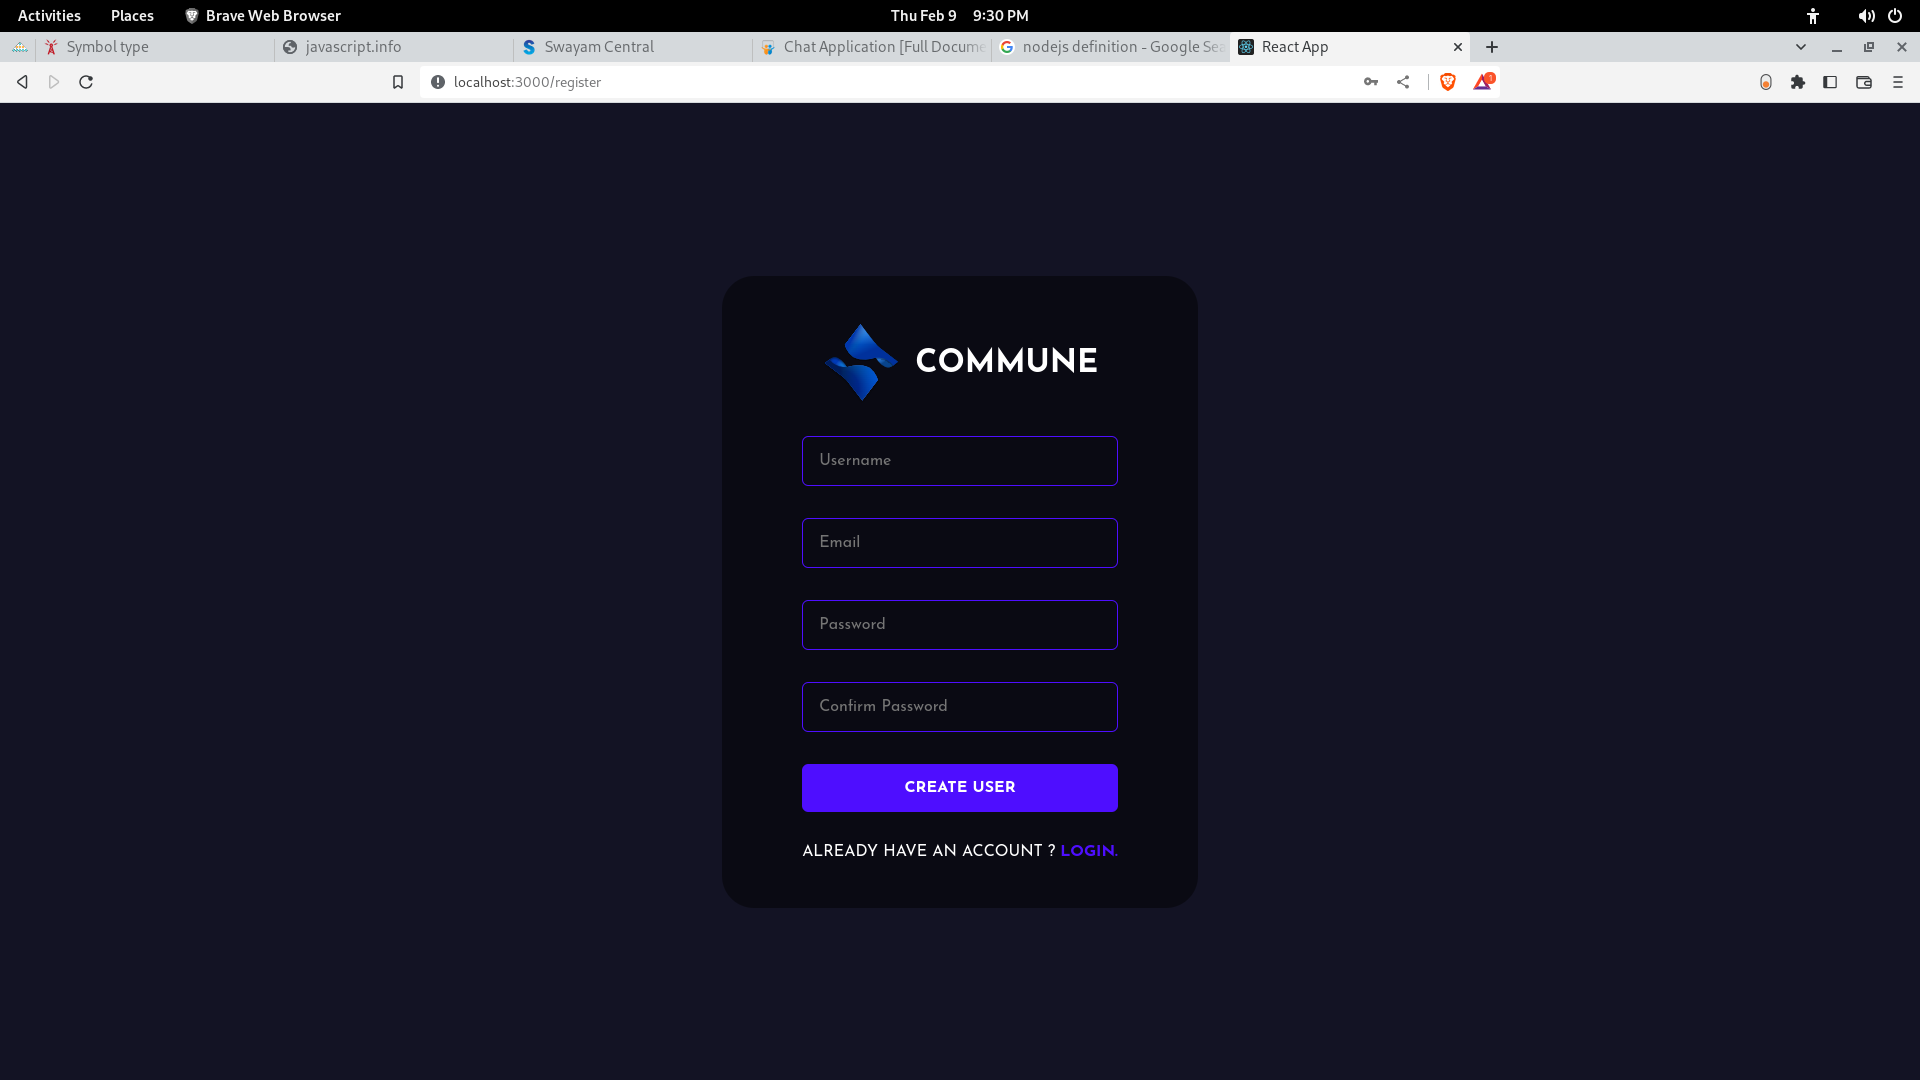 Activities Places Brave Web Browser Thu Feb 9 9:30 PM
Symbol type javascript.info Swayam Central Chat Application [Full Docume nodejs definition - Google Sea React App
localhost:3000/register 1
COMMUNE
Username
Email
Password
Confirm Password
CREATE USER
ALREADY HAVE AN ACCOUNT ? LOGIN.